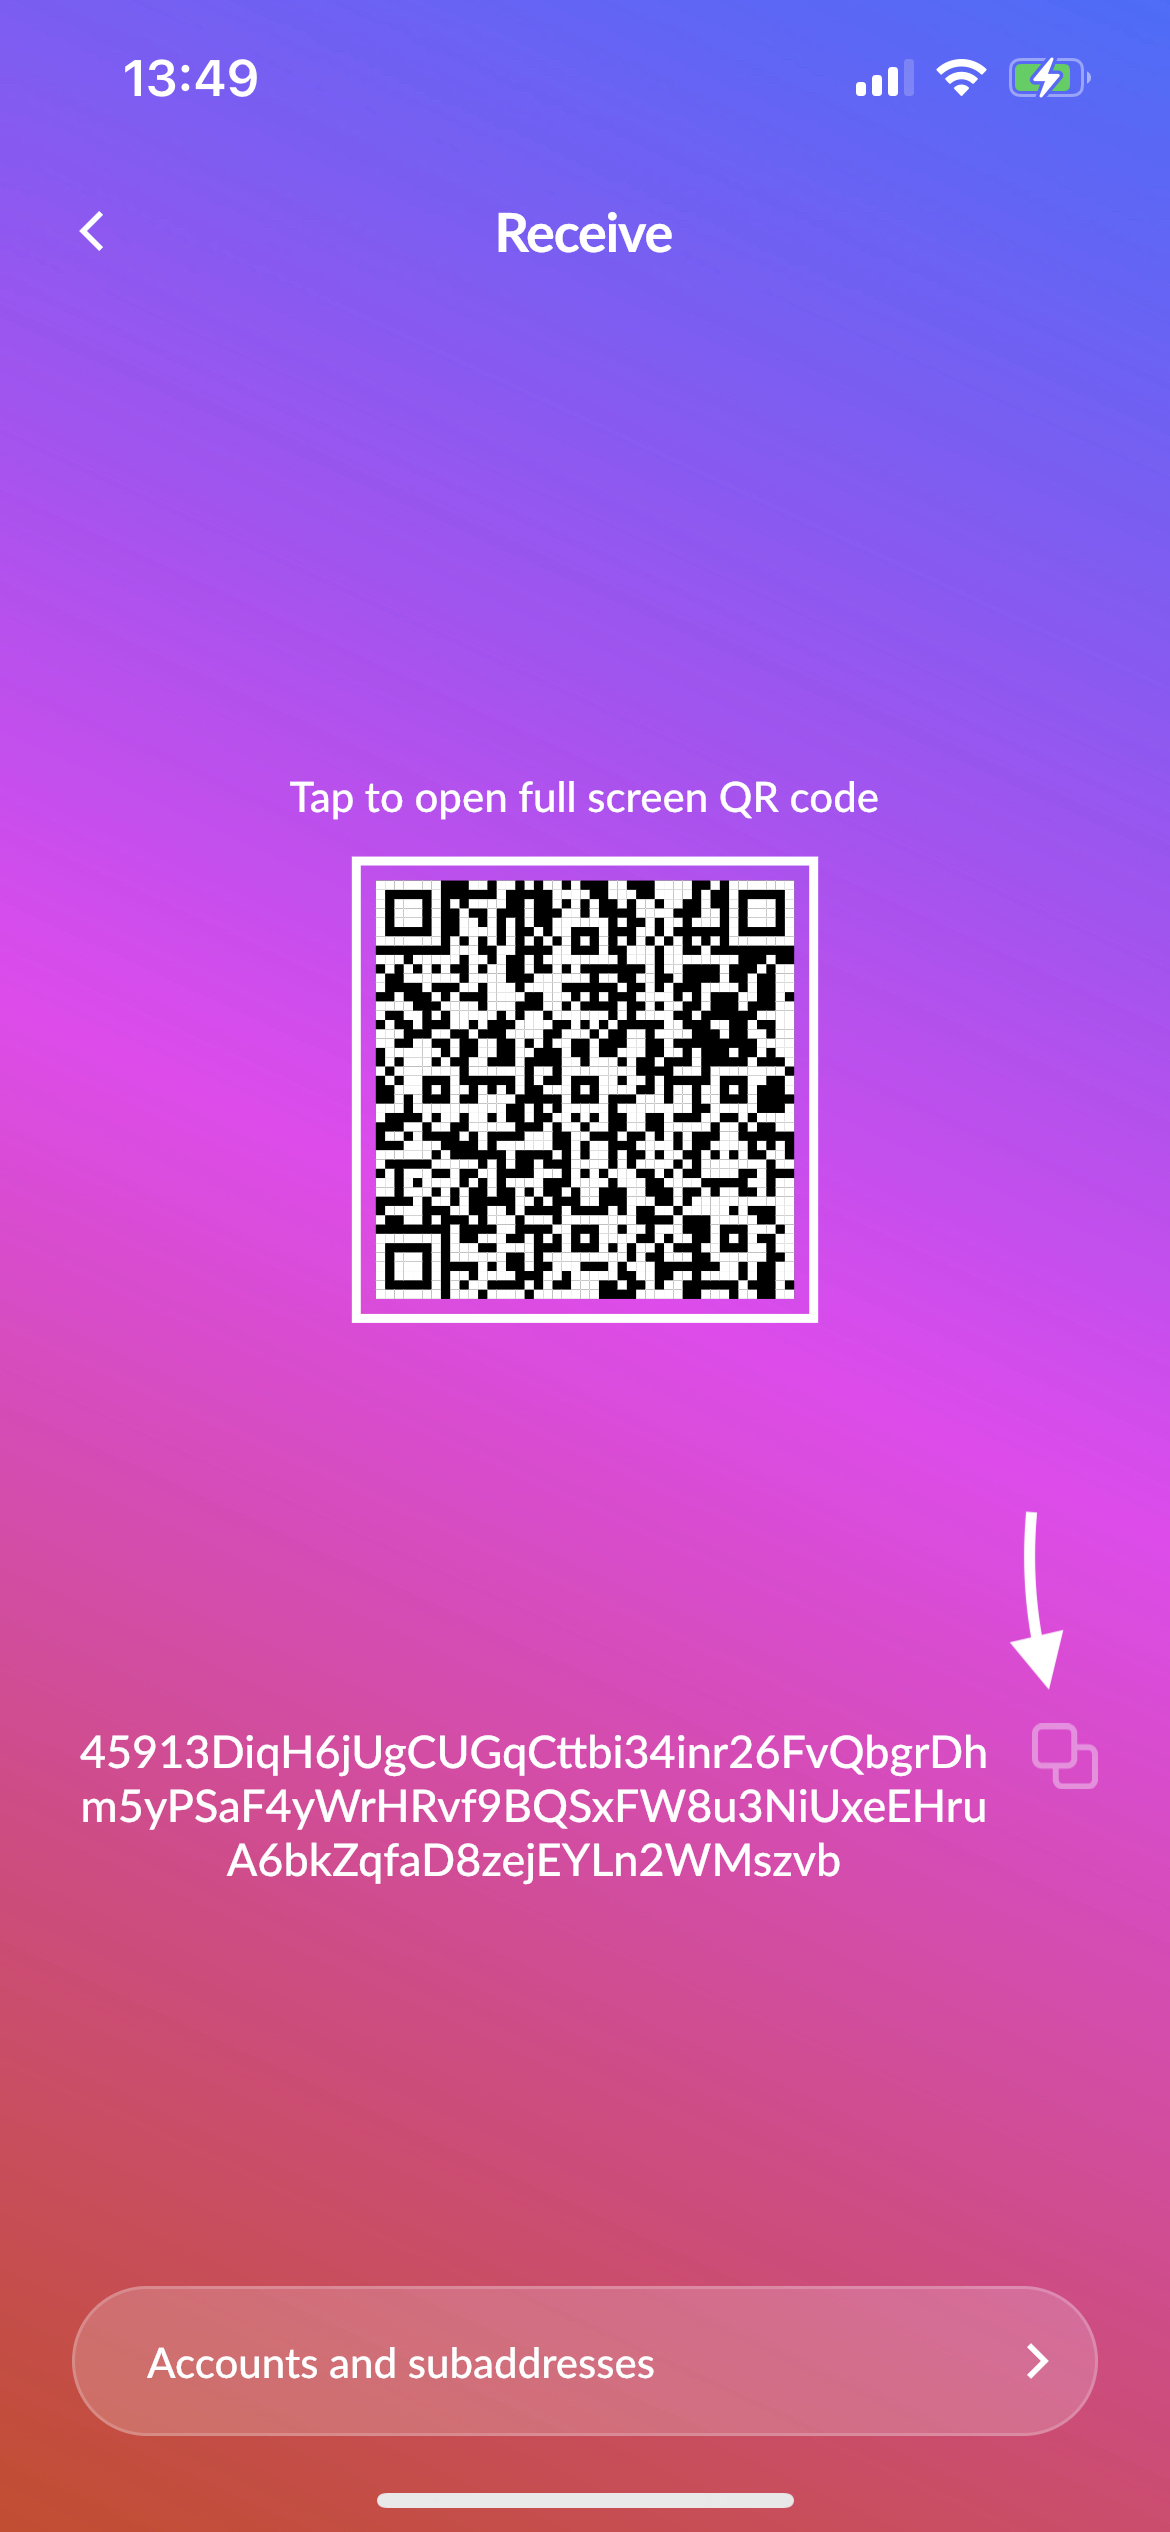 13:49
Receive
Tap to open full screen QR code
45913DiqH6jUgCUGqCttbi34inr26FvQbgrDh
m5yPSaF4yWrHRvf9BQSxFW8u3NiUxeEHru
A6bkZqfaD8zejEYLn2WMszvb
Accounts and subaddresses